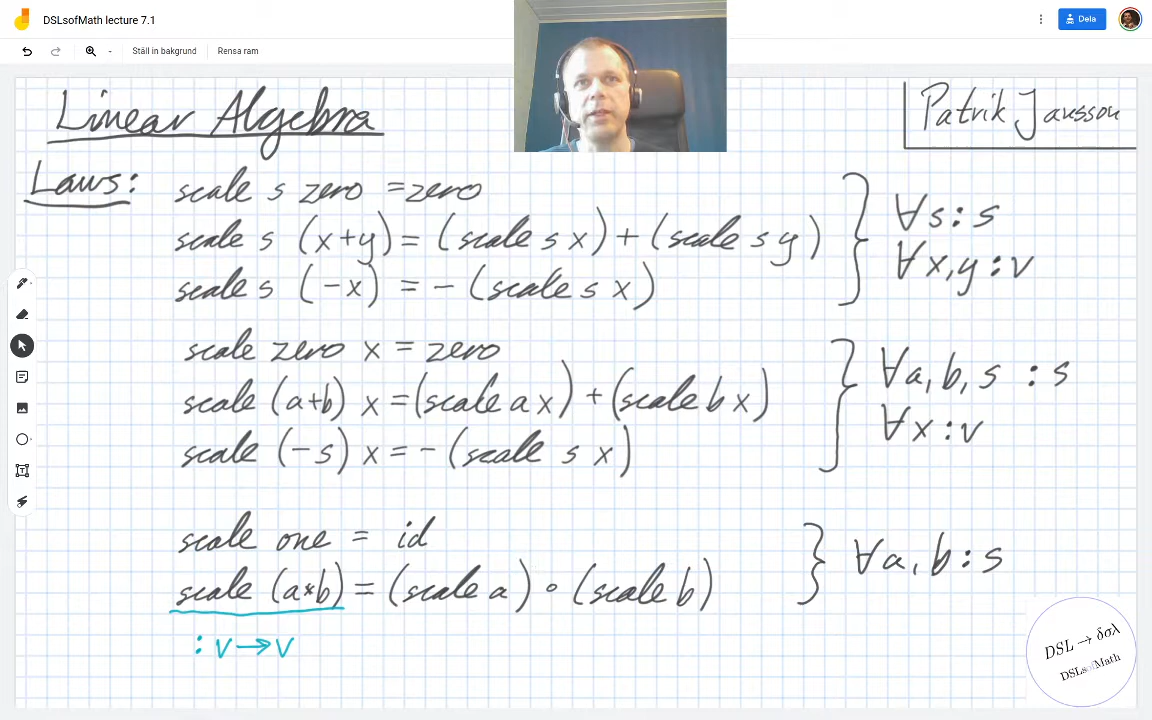 DSLsofMath lecture 7.1
Dela
Ställ in bakgrund
Rensa ram
Linear Algebra
Patrik Jansson
Laws:
scale s zero = zero
scale s (x+y) = (scale s x) + (scale s y)
scale s (-x) = - (scale s x)
∀s : s
∀x,y : v
scale zero x = zero
scale (a+b) x = (scale a x) + (scale b x)
scale (-s) x = - (scale s x)
∀a, b, s : s
∀x : v
scale one = id
scale (a*b) = (scale a) ∘ (scale b)
∀a, b : s
: v → v
DSL → δσλ
DSLsofMath